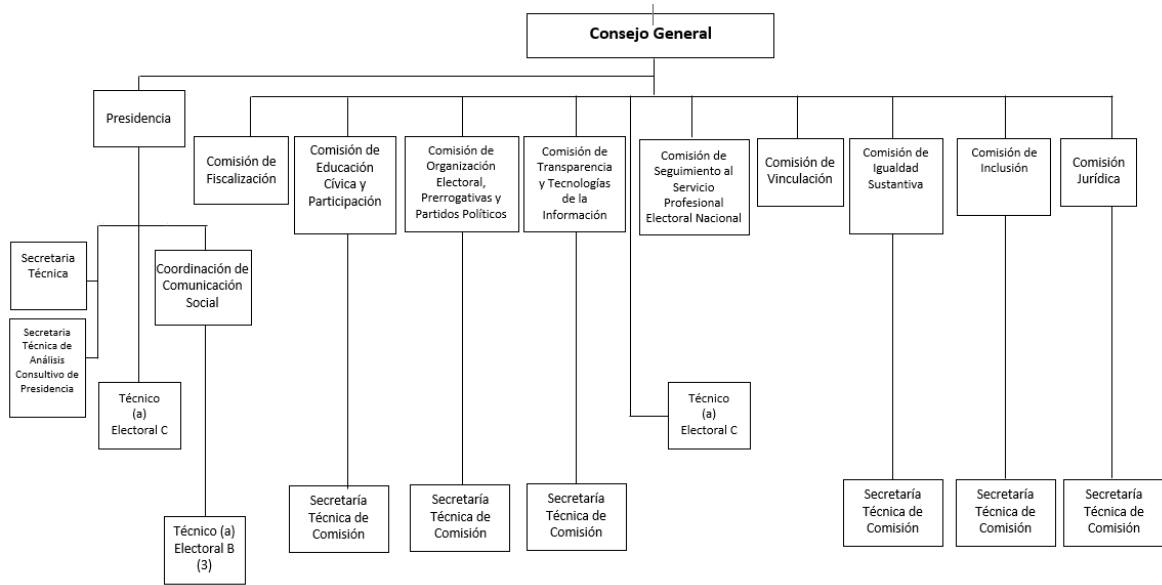 Consejo General
Presidencia
Comisión de
Fiscalización
Comisión de
Educación
Cívica y
Participación
Comisión de
Organización
Electoral,
Prerrogativas y
Partidos Políticos
Comisión de
Transparencia
y Tecnologías
de la
Información
Comisión de
Seguimiento al
Servicio
Profesional
Electoral Nacional
Comisión de
Vinculación
Comisión de
Igualdad
Sustantiva
Comisión de
Inclusión
Comisión
Jurídica
Secretaria
Técnica
Coordinación de
Comunicación
Social
Secretaria
Técnica de
Análisis
Consultivo de
Presidencia
Técnico
(a)
Electoral C
Técnico
(a)
Electoral C
Técnico (a)
Electoral B
(3)
Secretaría
Técnica de
Comisión
Secretaría
Técnica de
Comisión
Secretaría
Técnica de
Comisión
Secretaría
Técnica de
Comisión
Secretaría
Técnica de
Comisión
Secretaría
Técnica de
Comisión